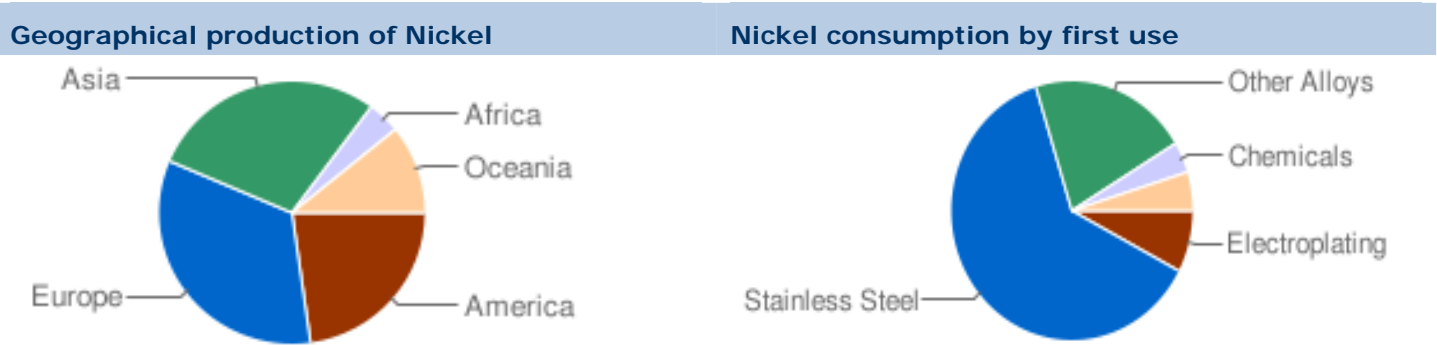 Geographical production of Nickel
Asia
Africa
Oceania
Europe
America
Nickel consumption by first use
Other Alloys
Chemicals
Electroplating
Stainless Steel